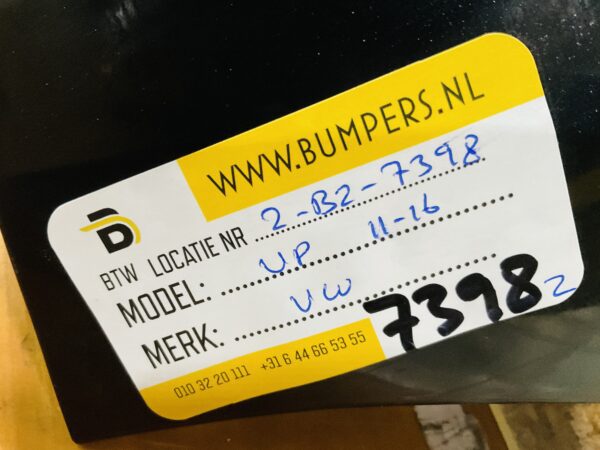 WWW.BUMPERS.NL
B
BTW LOCATIE NR 2-B2-7398
MODEL: UP 11-16
MERK: VW
7398 2
010 32 20 111 +31 6 44 66 53 55